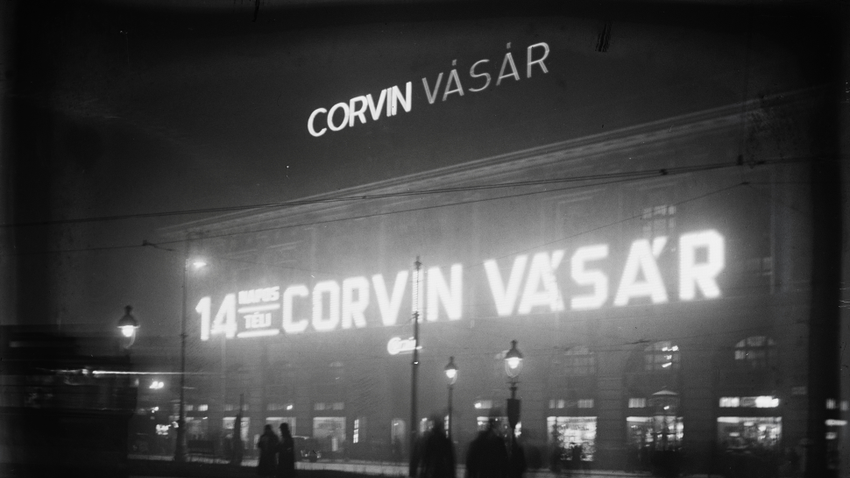 CORVIN VÁSÁR
14 NAPOS TÉLI CORVIN VÁSÁR